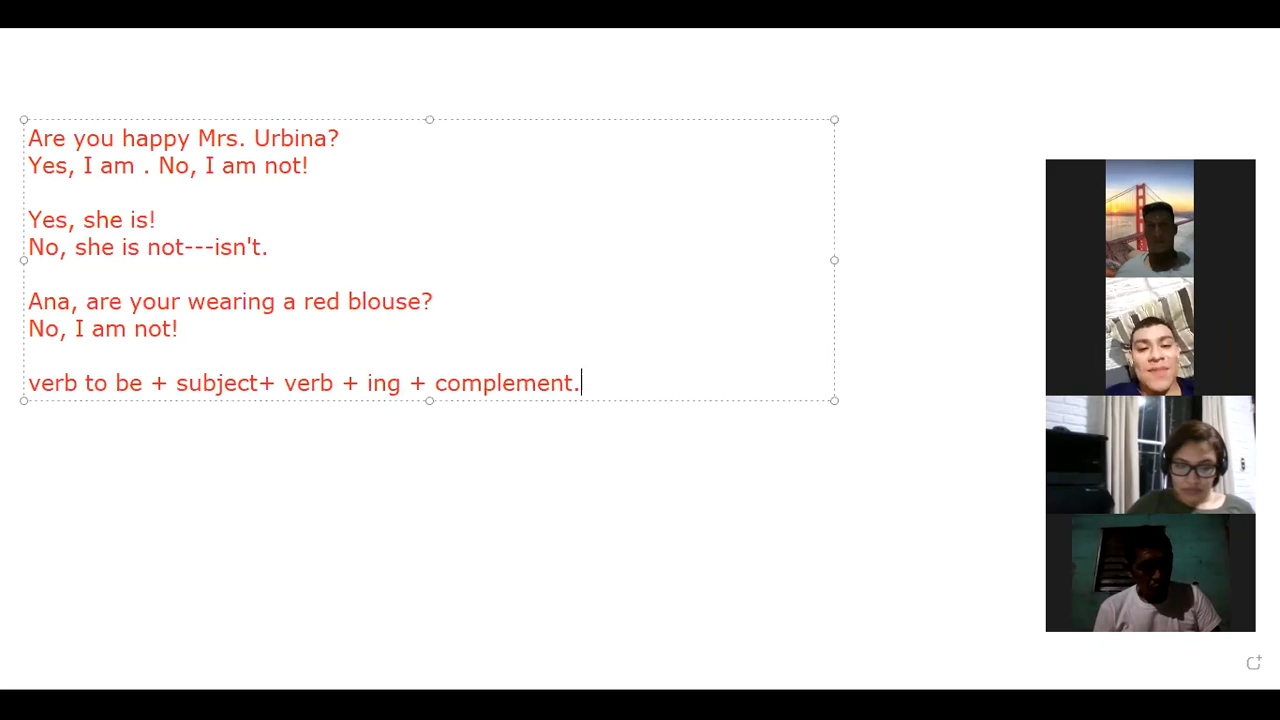 Are you happy Mrs. Urbina?
Yes, I am . No, I am not!
Yes, she is!
No, she is not---isn't.
Ana, are your wearing a red blouse?
No, I am not!
verb to be + subject+ verb + ing + complement.